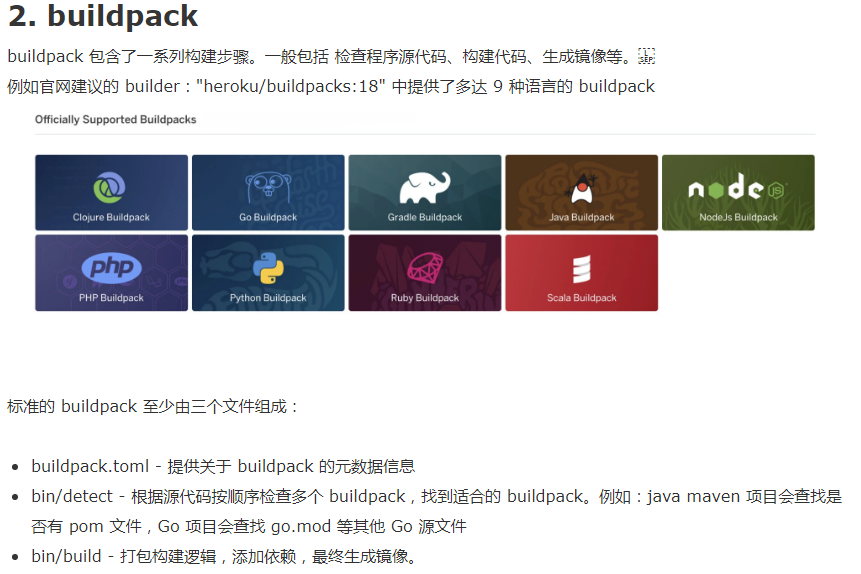 2. buildpack
buildpack 包含了一系列构建步骤。一般包括 检查程序源代码、构建代码、生成镜像等。
例如官网建议的 builder："heroku/buildpacks:18" 中提供了多达 9 种语言的 buildpack
Officially Supported Buildpacks
Clojure Buildpack
Go Buildpack
Gradle Buildpack
Java Buildpack
node JS
NodeJs Buildpack
php
PHP Buildpack
Python Buildpack
Ruby Buildpack
Scala Buildpack
标准的 buildpack 至少由三个文件组成：
buildpack.toml - 提供关于 buildpack 的元数据信息
bin/detect - 根据源代码按顺序检查多个 buildpack，找到适合的 buildpack。例如：java maven 项目会查找是
否有 pom 文件，Go 项目会查找 go.mod 等其他 Go 源文件
bin/build - 打包构建逻辑，添加依赖，最终生成镜像。